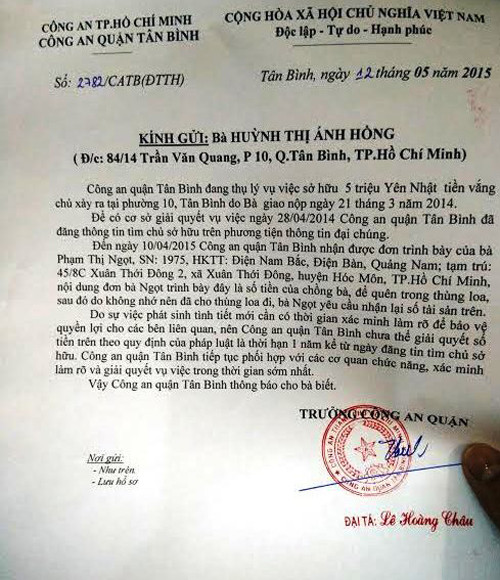 CÔNG AN TP.HỒ CHÍ MINH
CÔNG AN QUẬN TÂN BÌNH
CỘNG HÒA XÃ HỘI CHỦ NGHĨA VIỆT NAM
Độc lập - Tự do - Hạnh phúc
Số: 2782/CATB(ĐTTH)
Tân Bình, ngày 12 tháng 05 năm 2015
KÍNH GỬI: Bà HUỲNH THỊ ÁNH HỒNG
( Đ/c: 84/14 Trần Văn Quang, P 10, Q.Tân Bình, TP.Hồ Chí Minh)
Công an quận Tân Bình đang thụ lý vụ việc sở hữu 5 triệu Yên Nhật tiền vắng
chủ xảy ra tại phường 10, Tân Bình do Bà giao nộp ngày 21 tháng 3 năm 2014.
Để có cơ sở giải quyết vụ việc ngày 28/04/2014 Công an quận Tân Bình đã
đăng thông tin tìm chủ sở hữu trên phương tiện thông tin đại chúng.
Đến ngày 10/04/2015 Công an quận Tân Bình nhận được đơn trình bày của bà
Phạm Thị Ngọt, SN: 1975, HKTT: Điện Nam Bắc, Điện Bàn, Quảng Nam; tạm trú:
45/8C Xuân Thới Đông 2, xã Xuân Thới Đông, huyện Hóc Môn, TP.Hồ Chí Minh,
nội dung đơn bà Ngọt trình bày đây là số tiền của chồng bà, để quên trong thùng loa,
sau đó do không nhớ nên đã cho thùng loa đi, bà Ngọt yêu cầu nhận lại số tài sản trên.
Do sự việc phát sinh tình tiết mới cần có thời gian xác minh làm rõ để bảo vệ
quyền lợi cho các bên liên quan, nên Công an quận Tân Bình chưa thể giải quyết số
tiền trên theo quy định của pháp luật là thời hạn 1 năm kể từ ngày đăng tin tìm chủ sở
hữu. Công an quận Tân Bình tiếp tục phối hợp với các cơ quan chức năng, xác minh
làm rõ và giải quyết vụ việc trong thời gian sớm nhất.
Vậy Công an quận Tân Bình thông báo cho bà biết.
TRƯỞNG CÔNG AN QUẬN
Nơi gửi:
- Như trên.
- Lưu hồ sơ
CÔNG AN QUẬN
ĐẠI TÁ: Lê Hoàng Châu